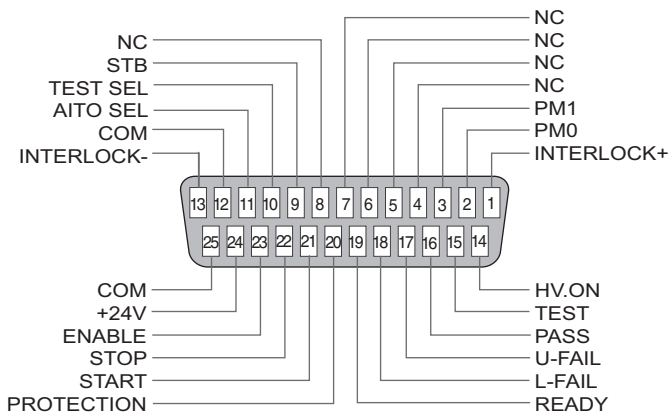 NC
NC
NC
NC
PM1
PM0
INTERLOCK+
NC
STB
TEST SEL
AITO SEL
COM
INTERLOCK-
13 12 11 10 9 8 7 6 5 4 3 2 1
25 24 23 22 21 20 19 18 17 16 15 14
COM
+24V
ENABLE
STOP
START
PROTECTION
HV.ON
TEST
PASS
U-FAIL
L-FAIL
READY